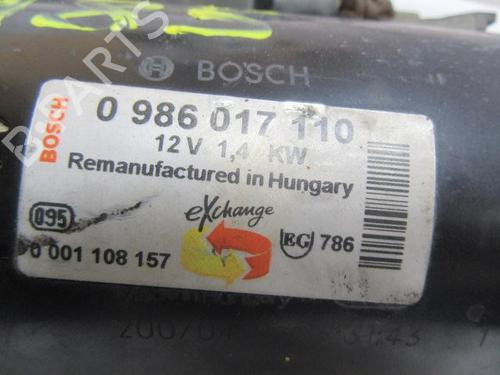 BOSCH
BOSCH
0 986 017 110
12 V 1,4 KW
Remanufactured in Hungary
095
eXchange
EG 786
0 001 108 157